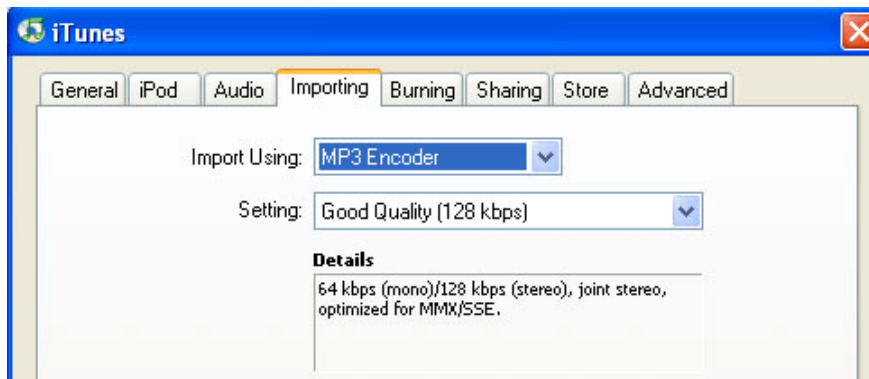 iTunes
General iPod Audio Importing Burning Sharing Store Advanced
Import Using: MP3 Encoder
Setting: Good Quality (128 kbps)
Details
64 kbps (mono)/128 kbps (stereo), joint stereo,
optimized for MMX/SSE.